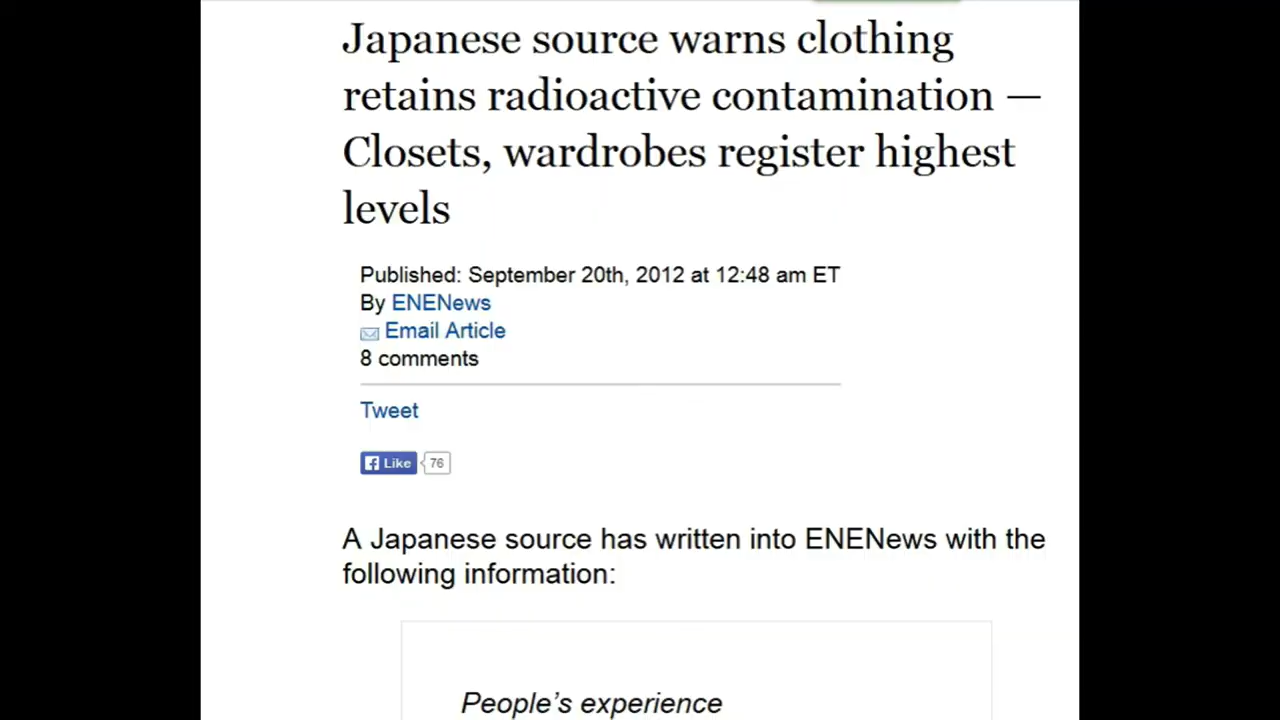 Japanese source warns clothing
retains radioactive contamination —
Closets, wardrobes register highest
levels
Published: September 20th, 2012 at 12:48 am ET
By ENENews
Email Article
8 comments
Tweet
Like 76
A Japanese source has written into ENENews with the
following information:
People’s experience